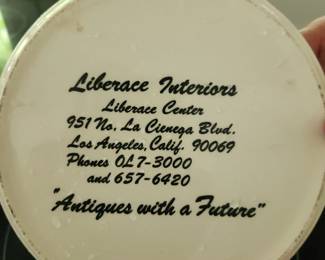 Liberace Interiors
Liberace Center
951 No. La Cienega Blvd.
Los Angeles, Calif. 90069
Phones OL7-3000
and 657-6420
"Antiques with a Future"